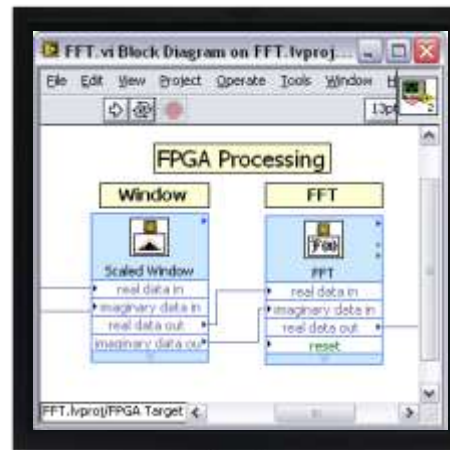 FFT.vi Block Diagram on FFT.lvproj...
File Edit View Project Operate Tools Window H
13pt
2
FPGA Processing
Window
FFT
Scaled Window
real data in
imaginary data in
real data out
imaginary data ou
FFT
real data in
imaginary data in
real data out
reset
FFT.lvproj/FPGA Target